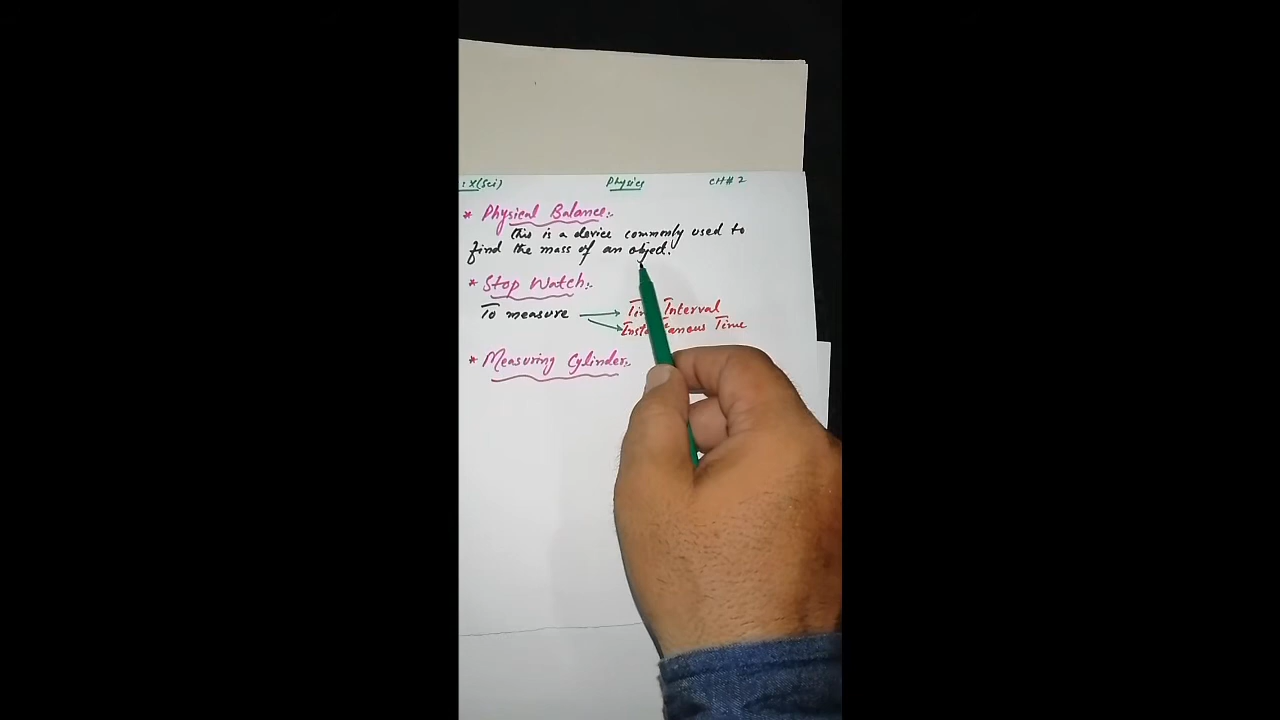 : X(Sci) Physics CH# 2
* Physical Balance:-
This is a device commonly used to
find the mass of an object.
* Stop Watch:-
To measure → Interval
Time
* Measuring Cylinder:-